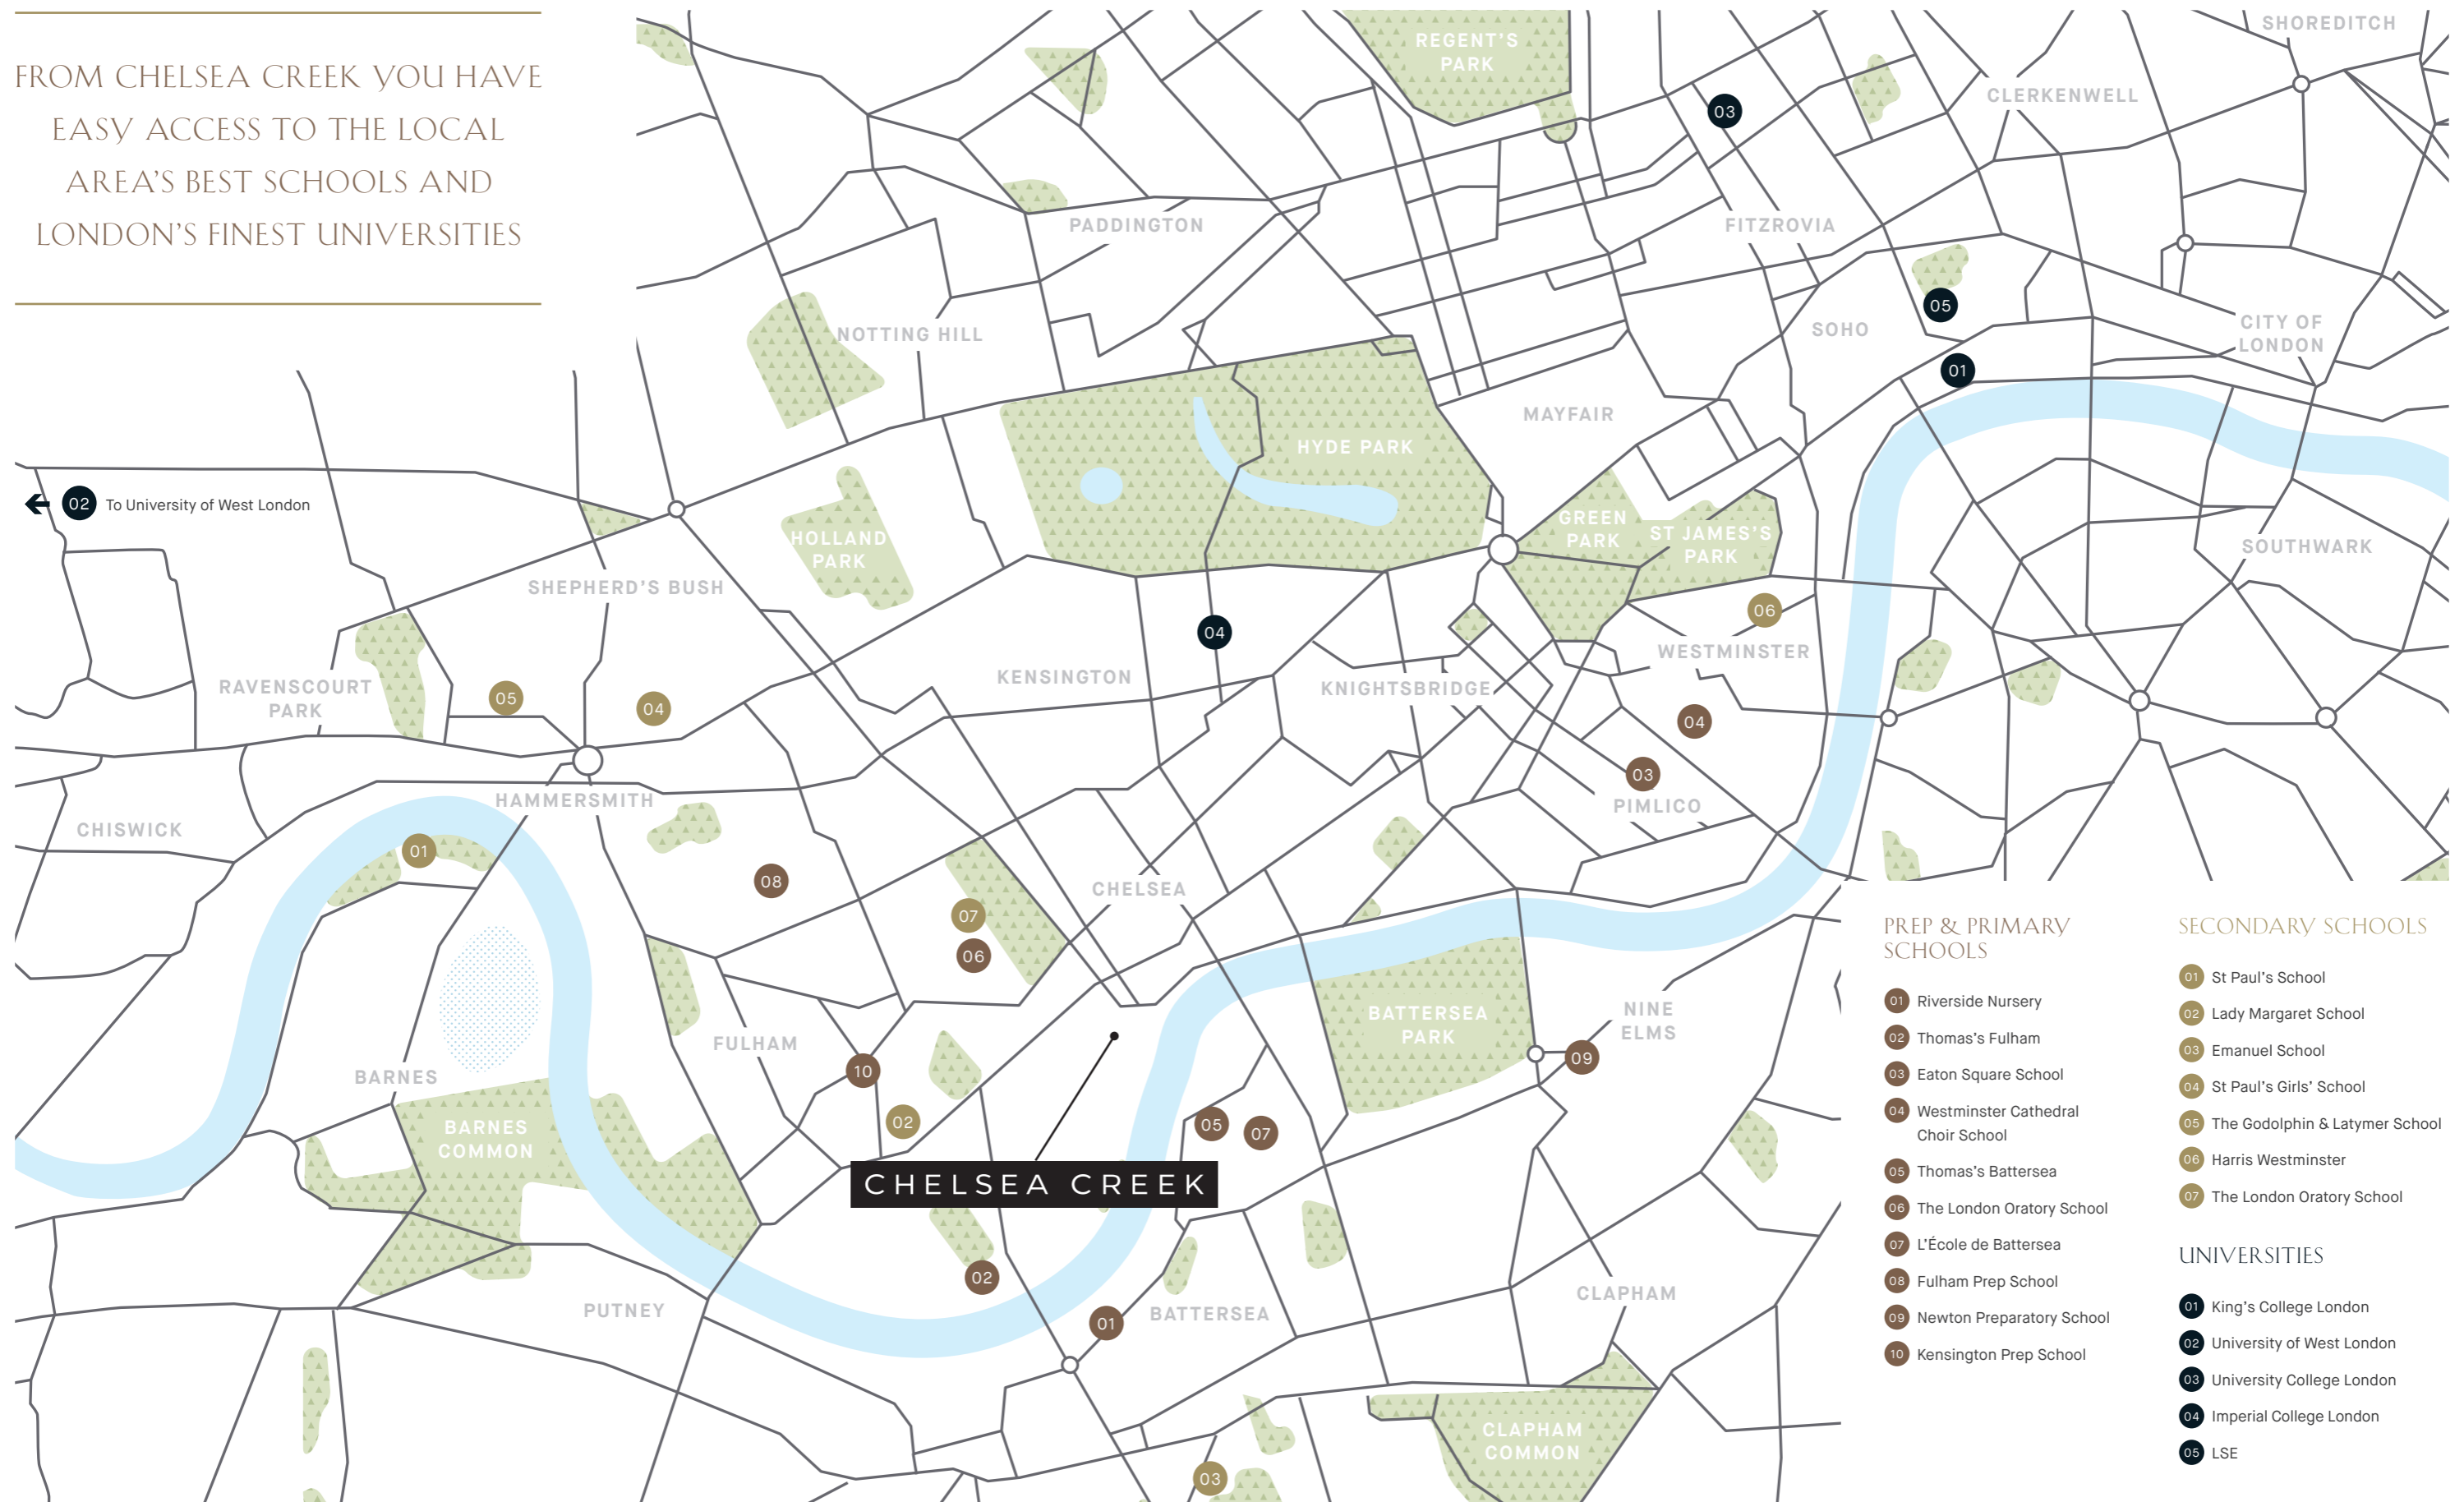 FROM CHELSEA CREEK YOU HAVE
EASY ACCESS TO THE LOCAL
AREA'S BEST SCHOOLS AND
LONDON'S FINEST UNIVERSITIES
REGENT'S
PARK
SHOREDITCH
03
CLERKENWELL
PADDINGTON
FITZROVIA
05
NOTTING HILL
SOHO
CITY OF
LONDON
01
MAYFAIR
HYDE PARK
02 To University of West London
HOLLAND
PARK
GREEN
PARK
ST JAMES'S
PARK
SOUTHWARK
SHEPHERD'S BUSH
06
04
WESTMINSTER
RAVENSCOURT
PARK
05
04
KENSINGTON
KNIGHTSBRIDGE
04
03
PIMLICO
HAMMERSMITH
CHISWICK
01
08
CHELSEA
07
06
BATTERSEA
PARK
NINE
ELMS
FULHAM
09
10
BARNES
02
05
07
BARNES
COMMON
CHELSEA CREEK
02
PUTNEY
01
BATTERSEA
CLAPHAM
CLAPHAM
COMMON
03
PREP & PRIMARY
SCHOOLS
01 Riverside Nursery
02 Thomas's Fulham
03 Eaton Square School
04 Westminster Cathedral
Choir School
05 Thomas's Battersea
06 The London Oratory School
07 L'École de Battersea
08 Fulham Prep School
09 Newton Preparatory School
10 Kensington Prep School
SECONDARY SCHOOLS
01 St Paul's School
02 Lady Margaret School
03 Emanuel School
04 St Paul's Girls' School
05 The Godolphin & Latymer School
06 Harris Westminster
07 The London Oratory School
UNIVERSITIES
01 King's College London
02 University of West London
03 University College London
04 Imperial College London
05 LSE